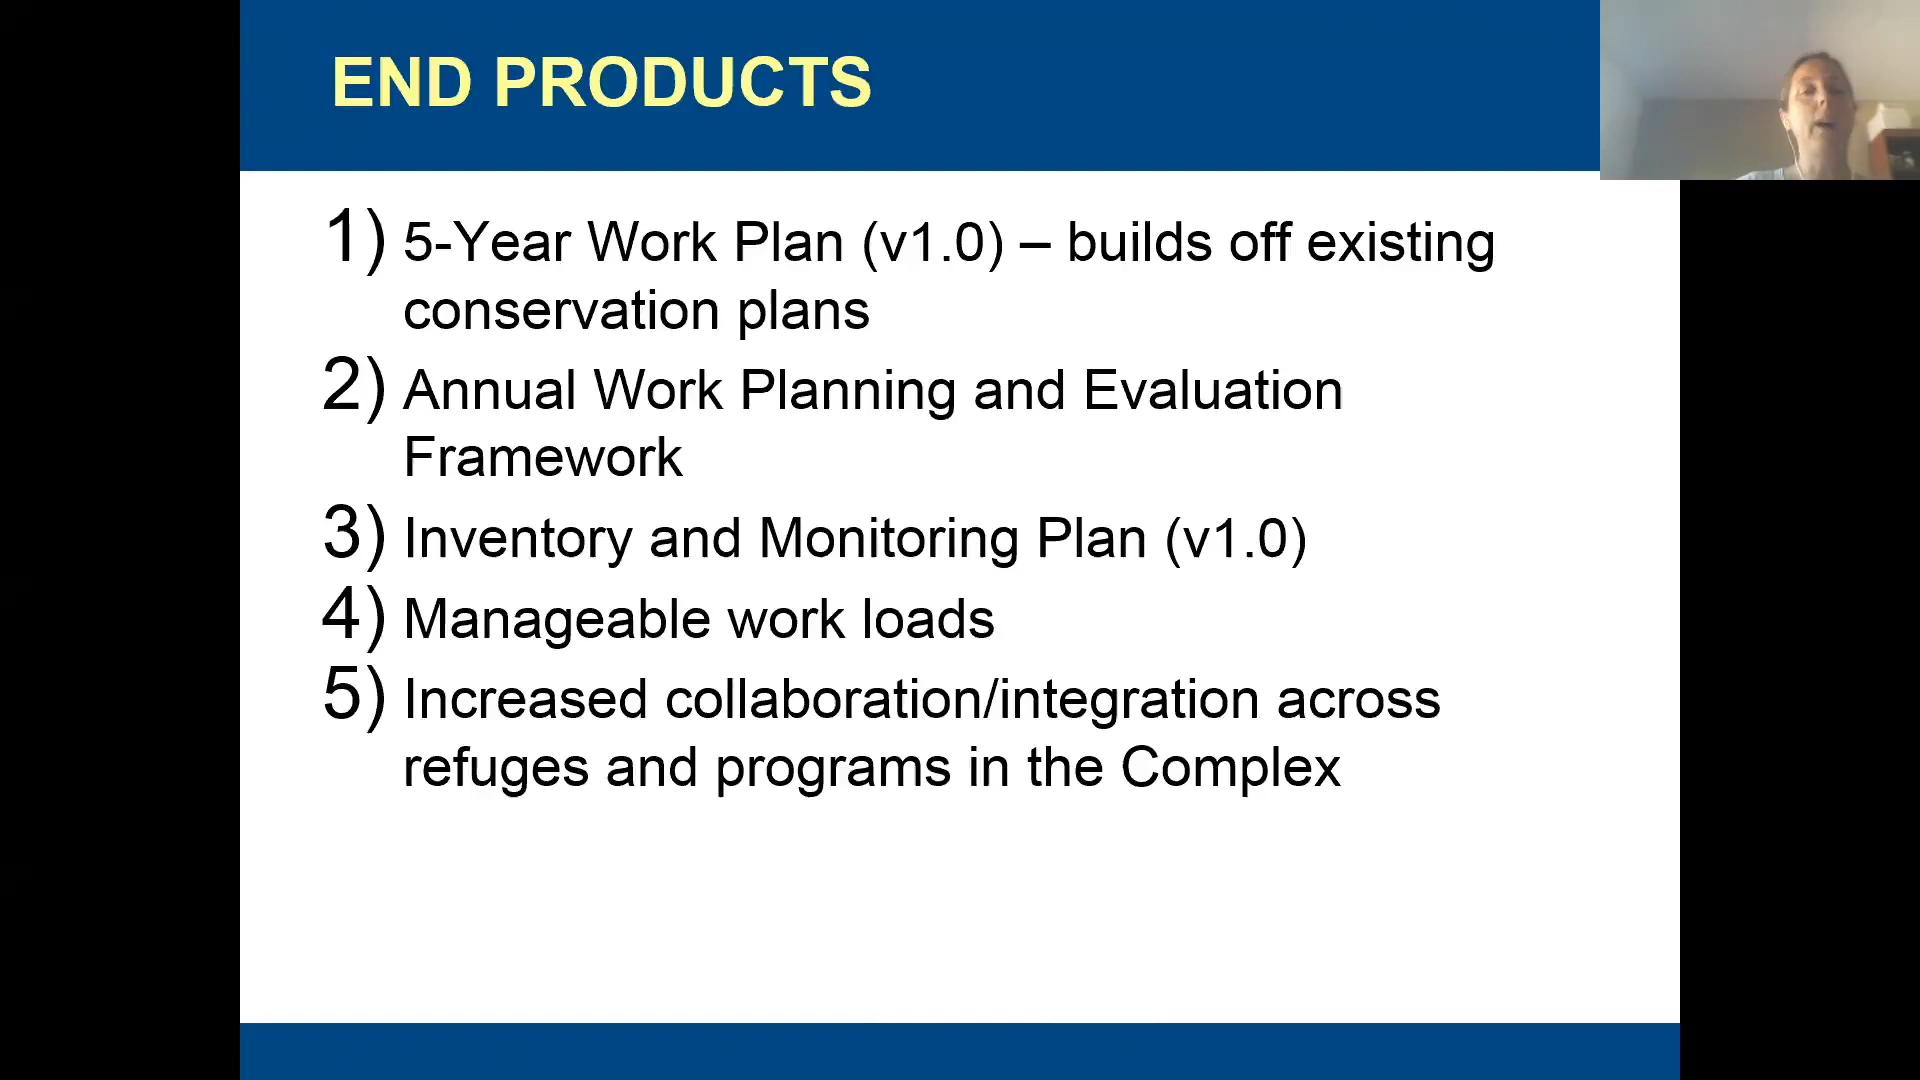 END PRODUCTS
1) 5-Year Work Plan (v1.0) – builds off existing
conservation plans
2) Annual Work Planning and Evaluation
Framework
3) Inventory and Monitoring Plan (v1.0)
4) Manageable work loads
5) Increased collaboration/integration across
refuges and programs in the Complex